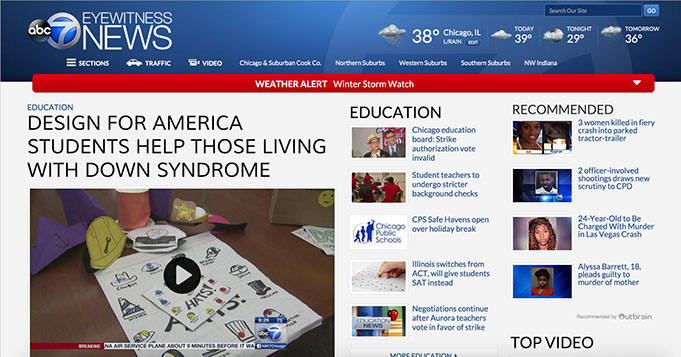 Search Our Site
GO
abc 7
EYEWITNESS
NEWS
38°
Chicago, IL
L/RAIN
EDIT
TODAY
39°
TONIGHT
29°
TOMORROW
36°
SECTIONS
TRAFFIC
VIDEO
Chicago & Suburban Cook Co.
Northern Suburbs
Western Suburbs
Southern Suburbs
NW Indiana
WEATHER ALERT Winter Storm Watch
EDUCATION
DESIGN FOR AMERICA
STUDENTS HELP THOSE LIVING
WITH DOWN SYNDROME
HATS!
HATS!
COWBOY
BREAKING
NA AIR SERVICE PLANE ABOUT 9 MINUTES BEFORE IT WA
6:26
abc7Chicago
EDUCATION
Chicago education
board: Strike
authorization vote
invalid
Student teachers to
undergo stricter
background checks
Chicago
Public
Schools
CPS Safe Havens open
over holiday break
Illinois switches from
ACT, will give students
SAT instead
EDUCATION
NEWS
Negotiations continue
after Aurora teachers
vote in favor of strike
MORE EDUCATION
RECOMMENDED
3 women killed in fiery
crash into parked
tractor-trailer
2 officer-involved
shootings draws new
scrutiny to CPD
24-Year-Old to Be
Charged With Murder
in Las Vegas Crash
Alyssa Barrett, 18,
pleads guilty to
murder of mother
Recommended by Outbrain
TOP VIDEO